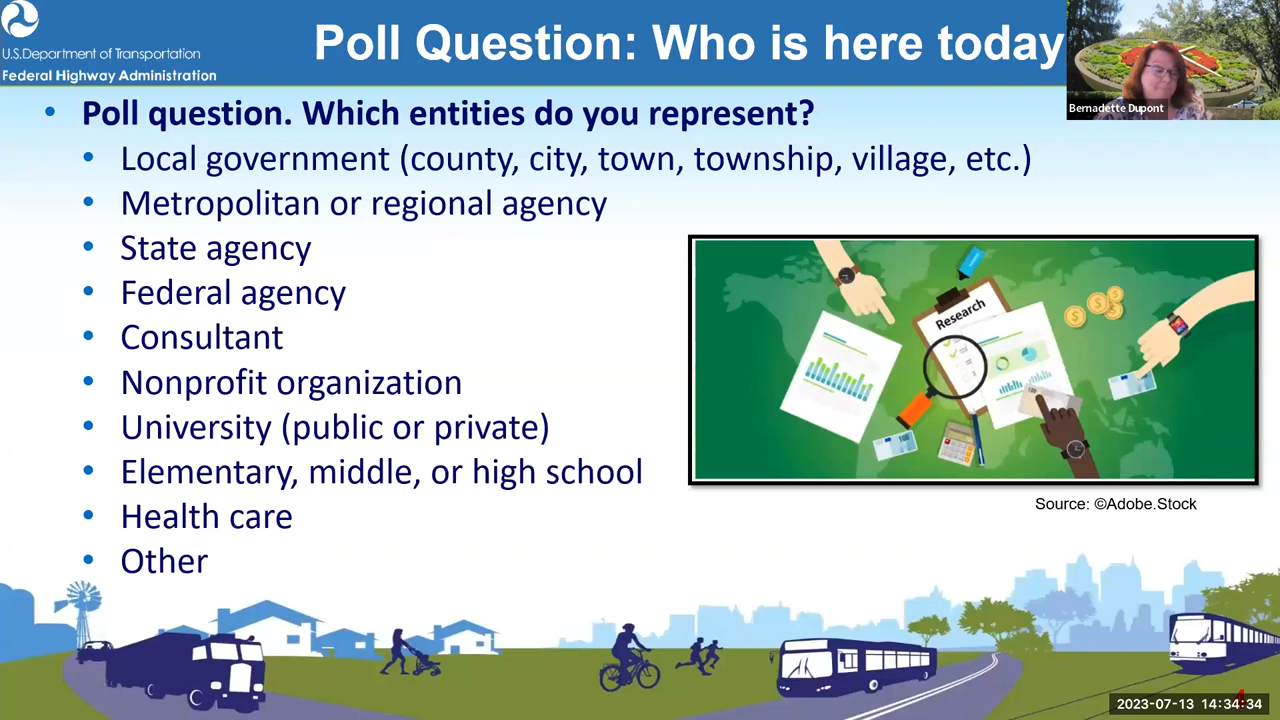 U.S.Department of Transportation
Federal Highway Administration
Poll Question: Who is here today
Bernadette Dupont
• Poll question. Which entities do you represent?
• Local government (county, city, town, township, village, etc.)
• Metropolitan or regional agency
• State agency
• Federal agency
• Consultant
• Nonprofit organization
• University (public or private)
• Elementary, middle, or high school
• Health care
• Other
Research
100
Source: ©Adobe.Stock
4
2023-07-13 14:34:34